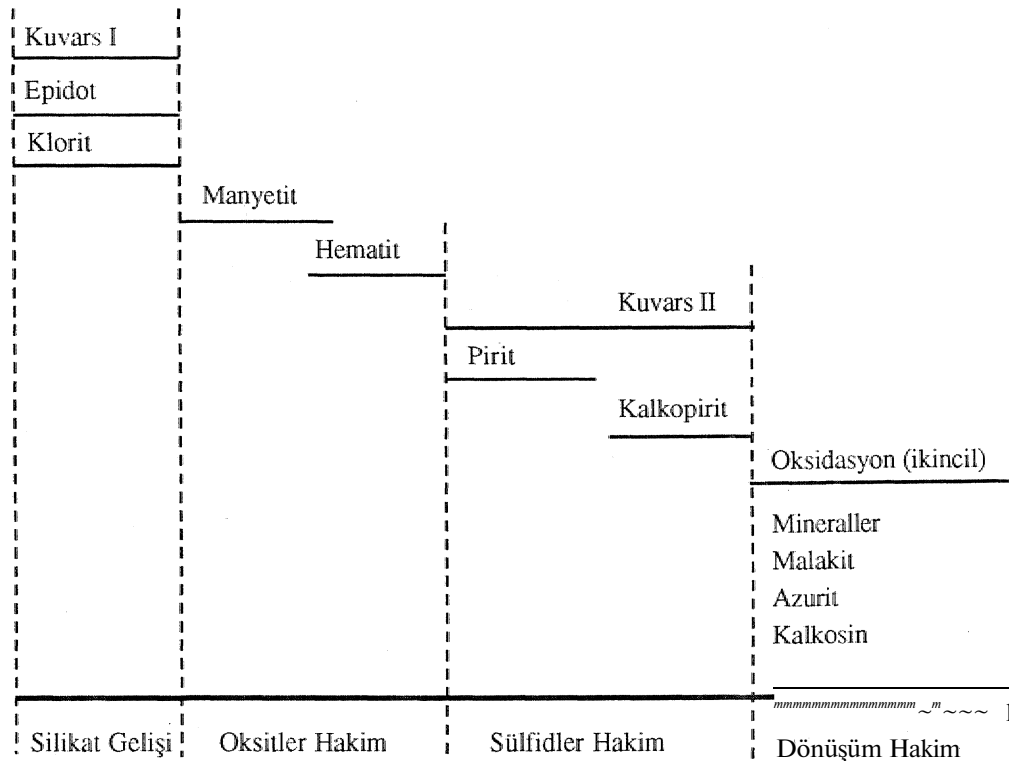 Kuvars I
Epidot
Klorit
Manyetit
Hematit
Kuvars II
Pirit
Kalkopirit
Oksidasyon (ikincil)
Mineraller
Malakit
Azurit
Kalkosin
Silikat Gelişi
Oksitler Hakim
Sülfidler Hakim
Dönüşüm Hakim